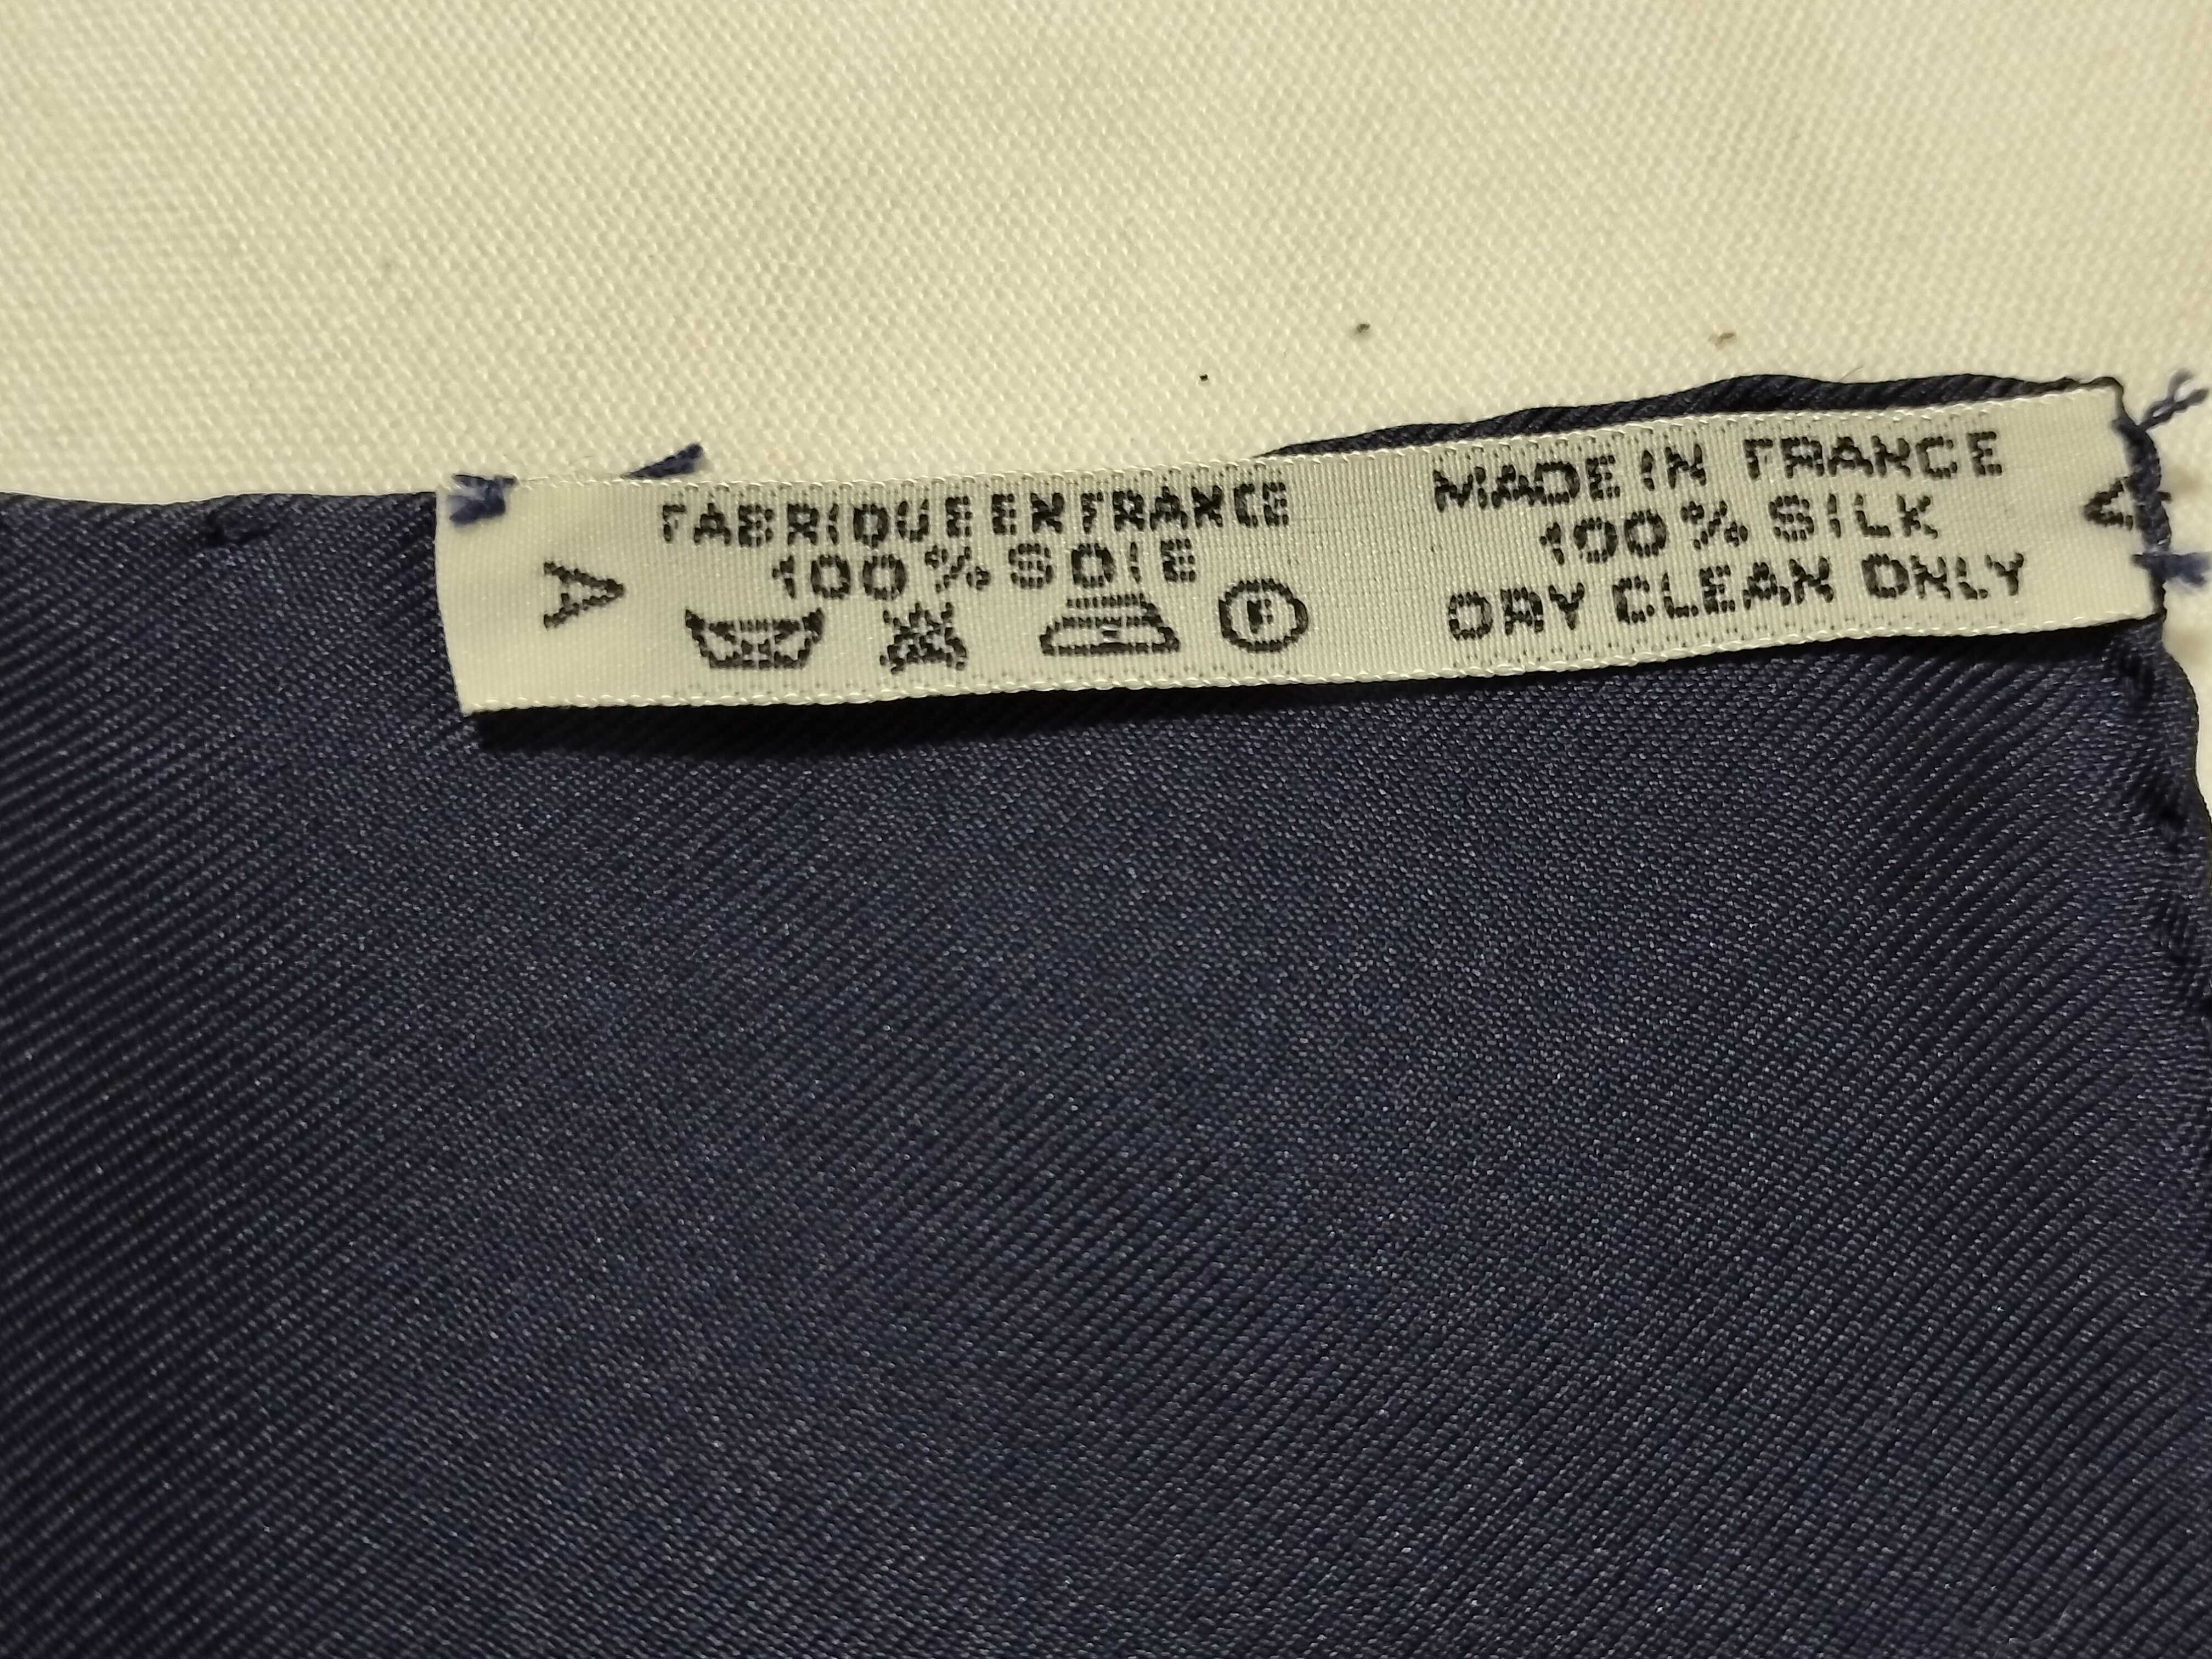 A
FABRIQUE EN FRANCE
100% SOIE
F
MADE IN FRANCE
100% SILK
DRY CLEAN ONLY